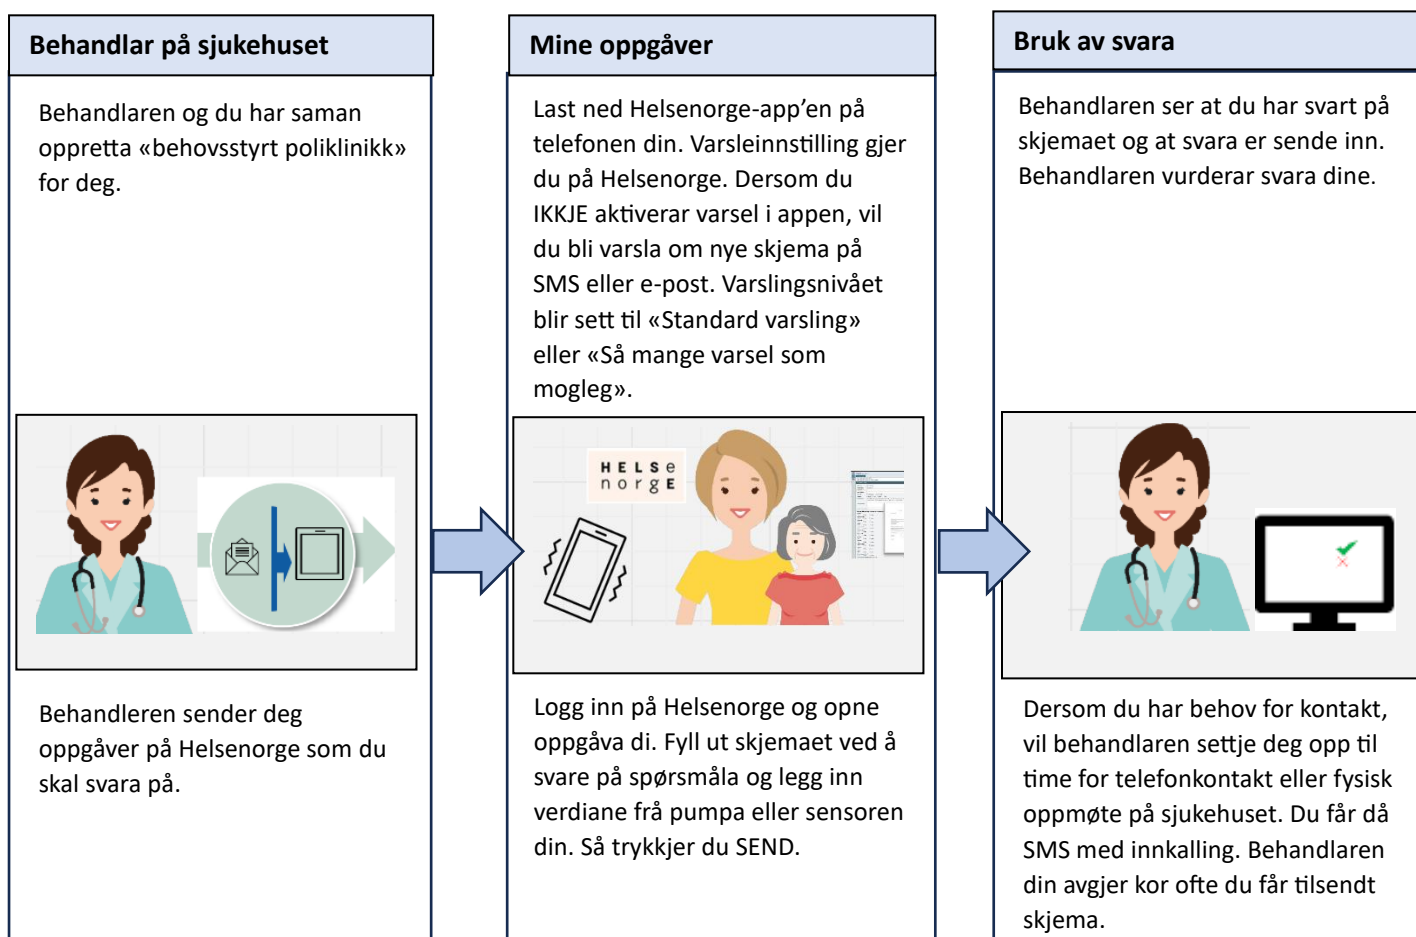 Behandlar på sjukehuset
Behandlaren og du har saman
oppretta «behovsstyrt poliklinikk»
for deg.
Behandleren sender deg
oppgåver på Helsenorge som du
skal svara på.
Mine oppgåver
Last ned Helsenorge-app’en på
telefonen din. Varsleinnstilling gjer
du på Helsenorge. Dersom du
IKKJE aktiverar varsel i appen, vil
du bli varsla om nye skjema på
SMS eller e-post. Varslingsnivået
blir sett til «Standard varsling»
eller «Så mange varsel som
mogleg».
HELSe
norgE
Logg inn på Helsenorge og opne
oppgåva di. Fyll ut skjemaet ved å
svare på spørsmåla og legg inn
verdiane frå pumpa eller sensoren
din. Så trykkjer du SEND.
Bruk av svara
Behandlaren ser at du har svart på
skjemaet og at svara er sende inn.
Behandlaren vurderar svara dine.
Dersom du har behov for kontakt,
vil behandlaren settje deg opp til
time for telefonkontakt eller fysisk
oppmøte på sjukehuset. Du får då
SMS med innkalling. Behandlaren
din avgjer kor ofte du får tilsendt
skjema.